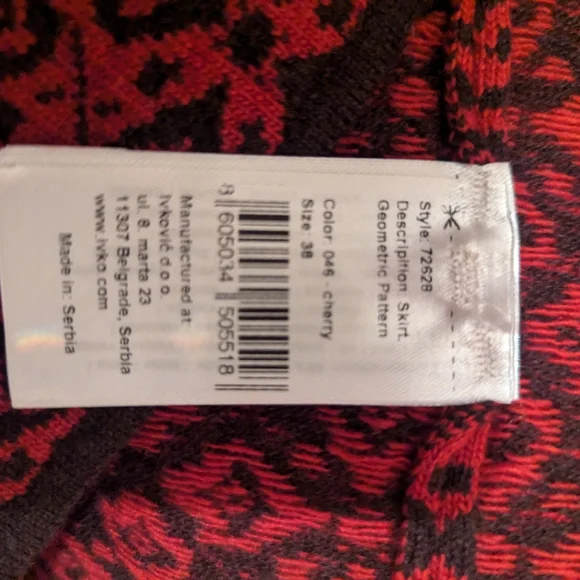 Style: 72628
Description: Skirt.
Geometric Pattern
Color: 046 - cherry
Size: 38
8 605034 505518
Manufactured at:
Ivković d.o.o.
ul. 8. marta 23
11307 Belgrade, Serbia
www.ivko.com
Made in: Serbia